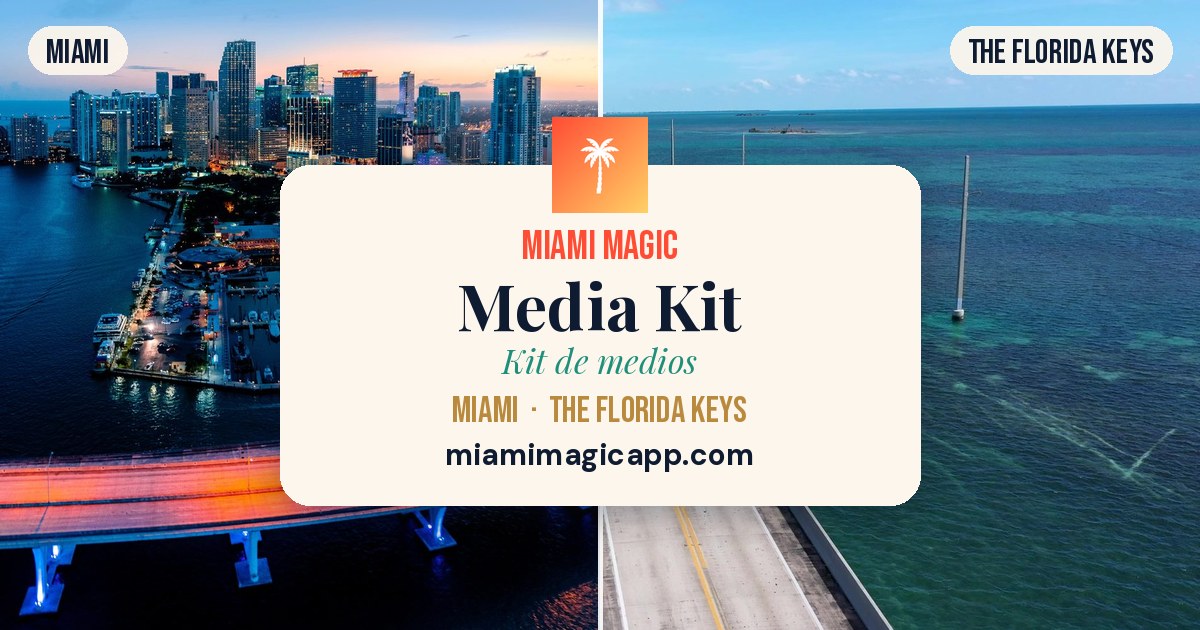 MIAMI
THE FLORIDA KEYS
MIAMI MAGIC
Media Kit
Kit de medios
MIAMI · THE FLORIDA KEYS
miamimagicapp.com